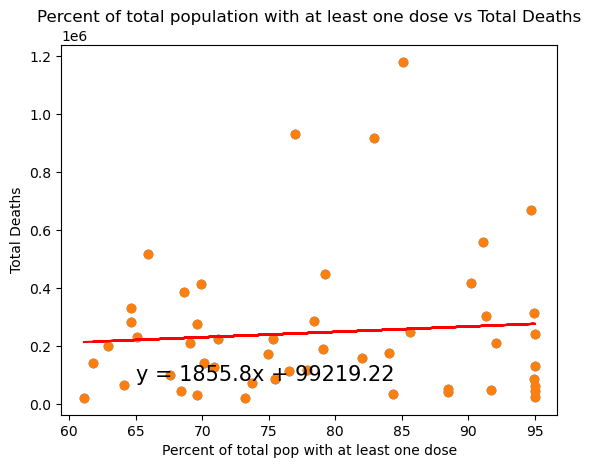 Percent of total population with at least one dose vs Total Deaths
1e6
1.2
1.0
0.8
0.6
0.4
0.2
0.0
Total Deaths
y = 1855.8x + 99219.22
60 65 70 75 80 85 90 95
Percent of total pop with at least one dose